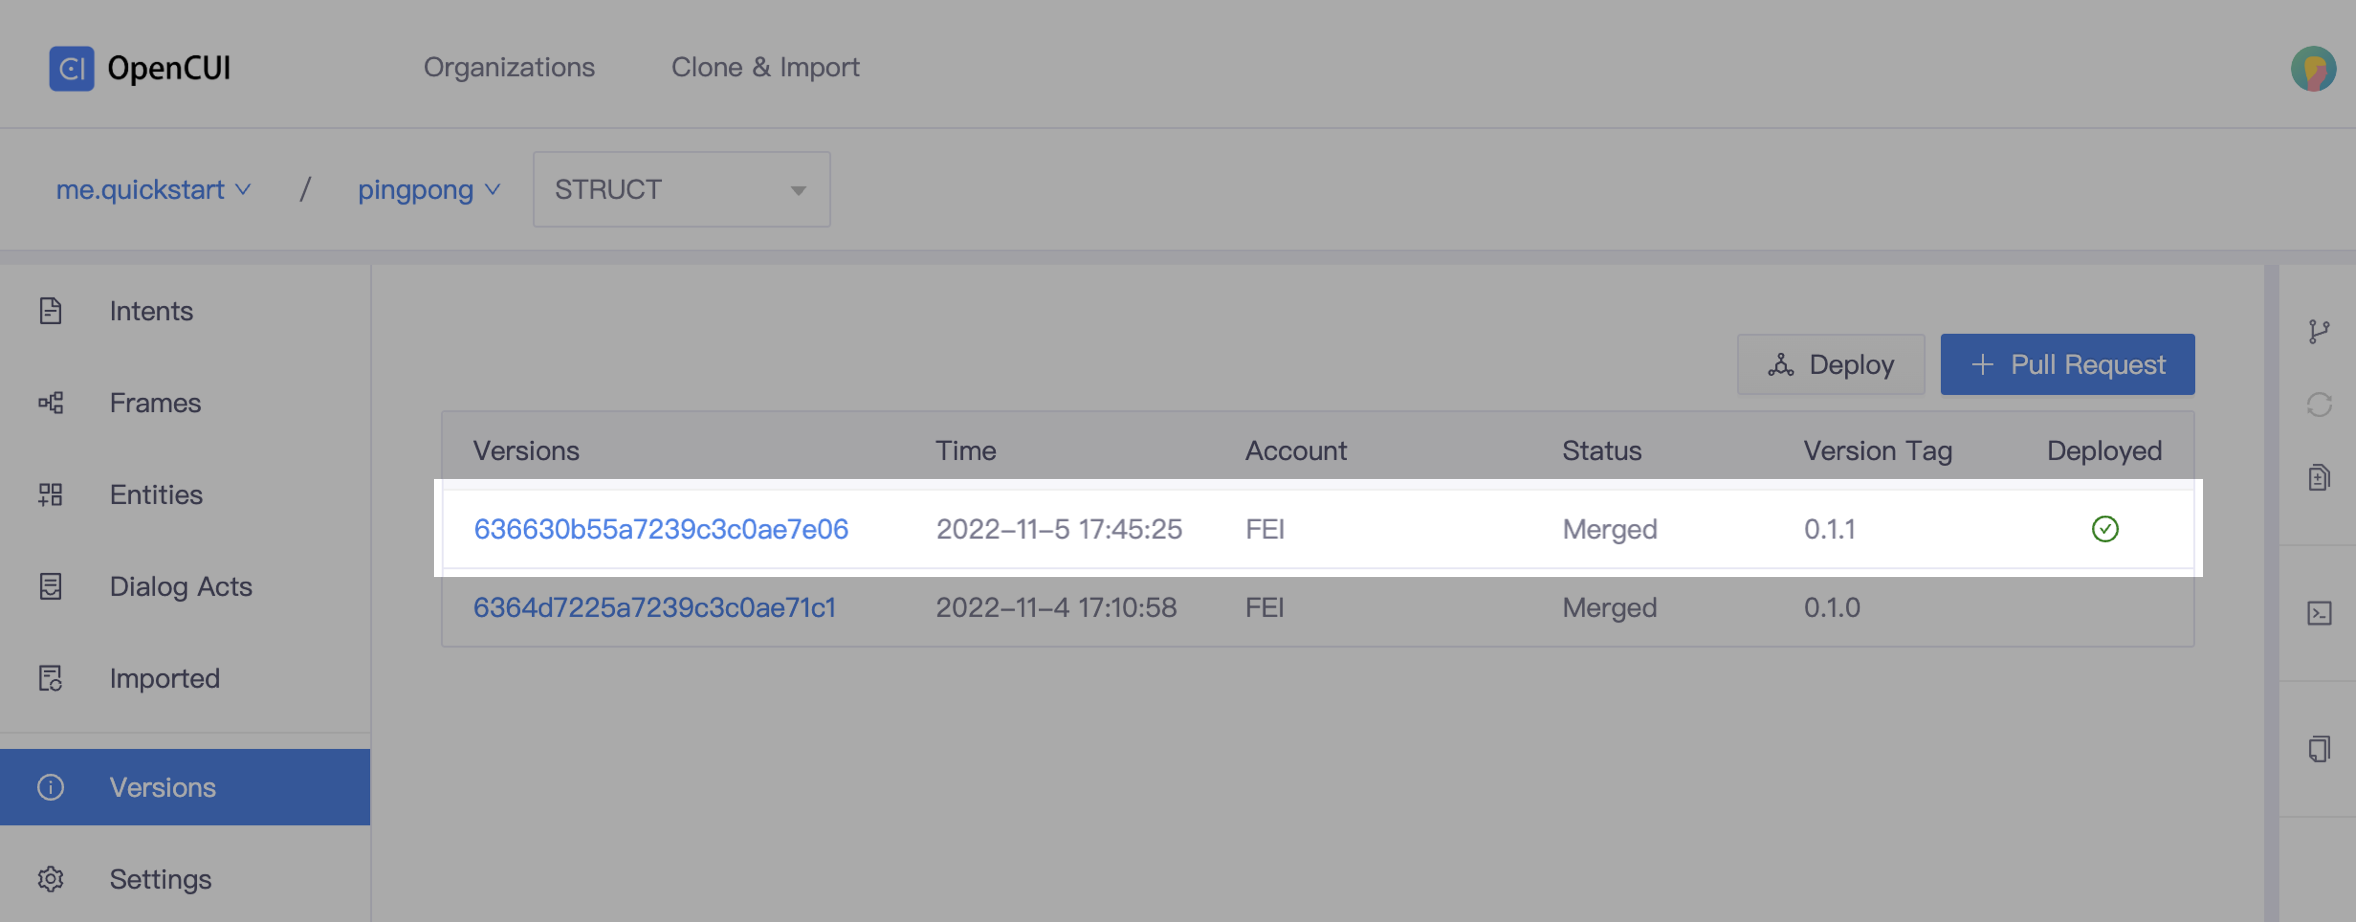 CI OpenCUI Organizations Clone & Import
me.quickstart / pingpong STRUCT
Intents
Frames
Entities
Dialog Acts
Imported
Versions
Settings
Deploy + Pull Request
Versions Time Account Status Version Tag Deployed
636630b55a7239c3c0ae7e06 2022-11-5 17:45:25 FEI Merged 0.1.1
6364d7225a7239c3c0ae71c1 2022-11-4 17:10:58 FEI Merged 0.1.0